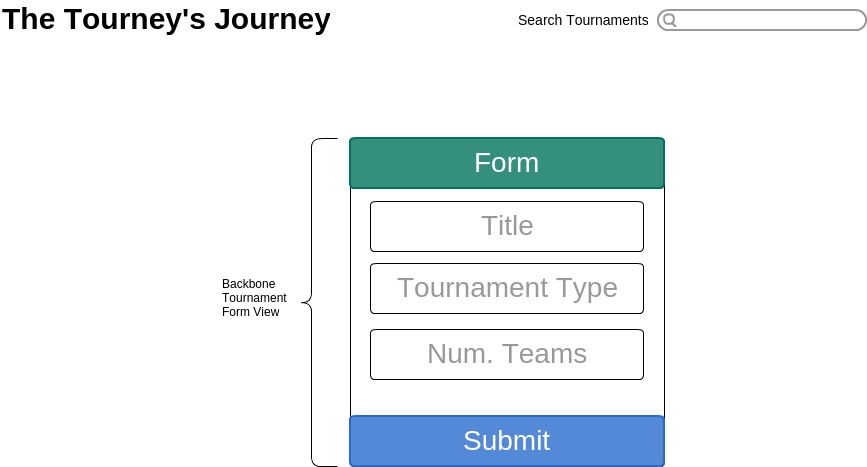 The Tourney's Journey
Search Tournaments
Form
Title
Tournament Type
Num. Teams
Submit
Backbone
Tournament
Form View